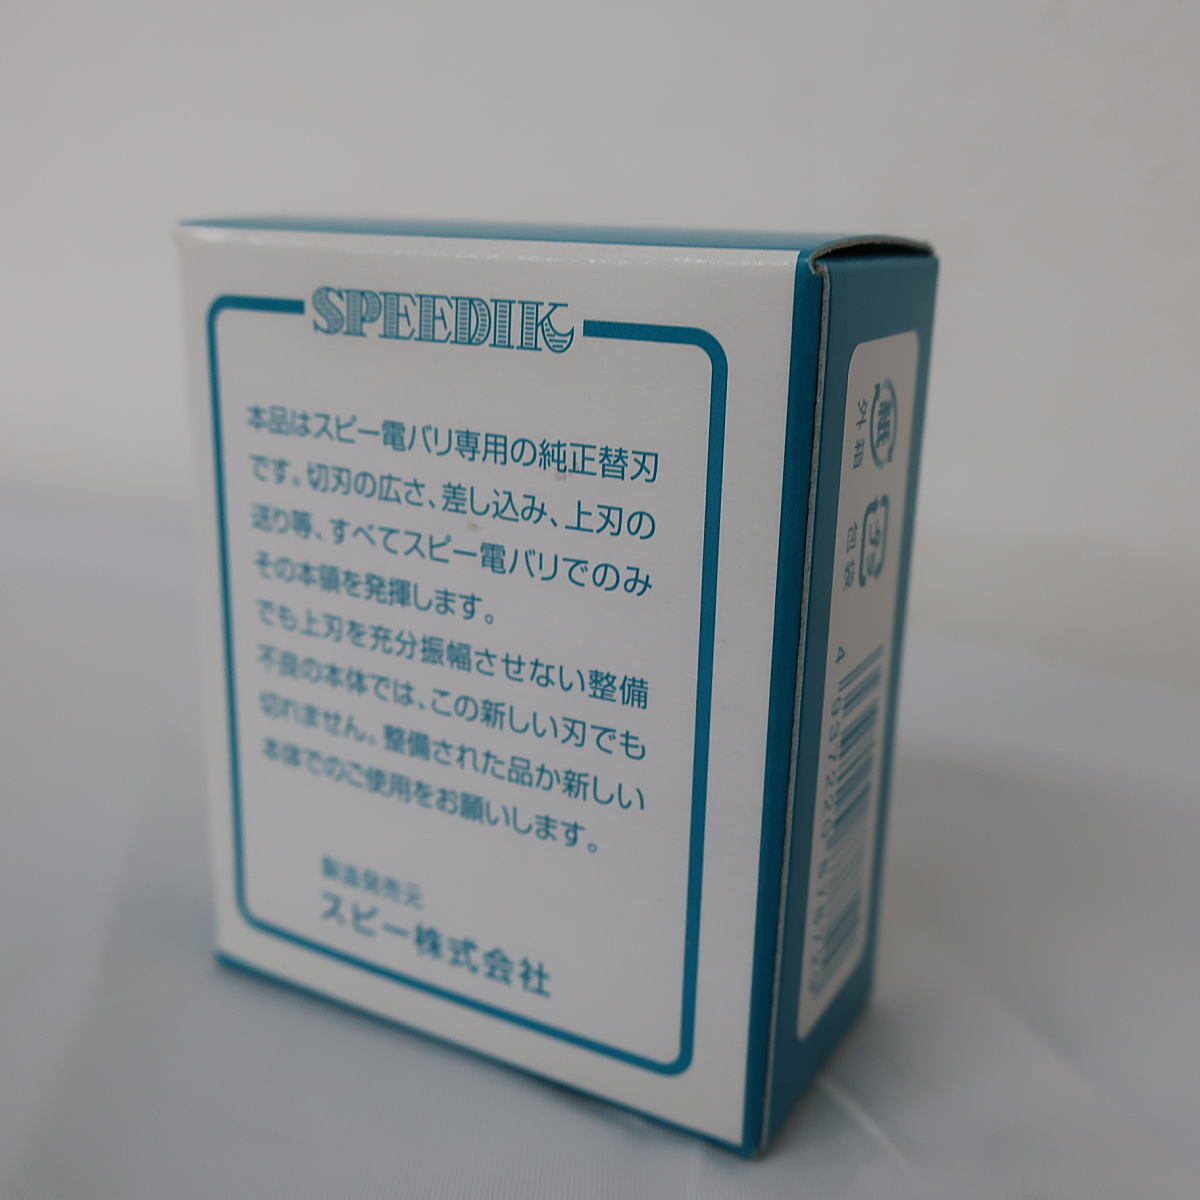 SPEEDIK
本品はスピー電バリ専用の純正替刃
です。切刃の広さ、差し込み、上刃の
送り等、すべてスピー電バリでのみ
その本領を発揮します。
でも上刃を充分振幅させない整備
不良の本体では、この新しい刃でも
切れません。整備された品か新しい
本体でのご使用をお願いします。
製造発売元
スピー株式会社
紙
外箱
プラ
包袋